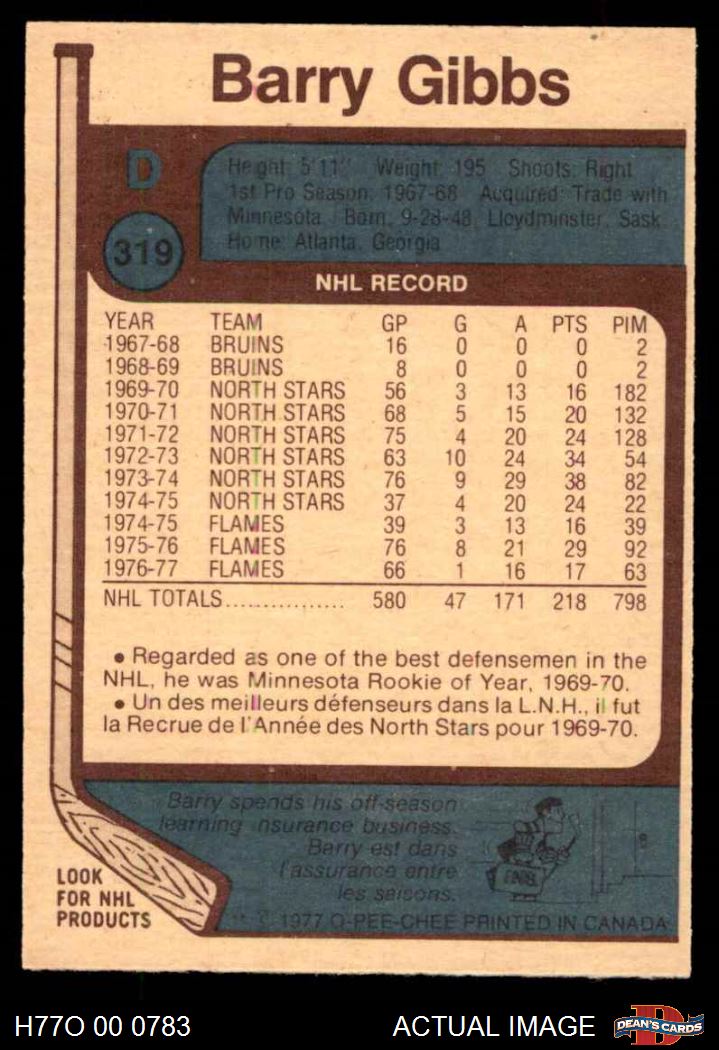 Barry Gibbs
D
319
Height: 5'11" Weight: 195 Shoots: Right
1st Pro Season: 1967-68 Acquired: Trade with
Minnesota. Born: 9-28-48, Lloydminster, Sask.
Home: Atlanta, Georgia
NHL RECORD
YEAR TEAM GP G A PTS PIM
1967-68 BRUINS 16 0 0 0 2
1968-69 BRUINS 8 0 0 0 2
1969-70 NORTH STARS 56 3 13 16 182
1970-71 NORTH STARS 68 5 15 20 132
1971-72 NORTH STARS 75 4 20 24 128
1972-73 NORTH STARS 63 10 24 34 54
1973-74 NORTH STARS 76 9 29 38 82
1974-75 NORTH STARS 37 4 20 24 22
1974-75 FLAMES 39 3 13 16 39
1975-76 FLAMES 76 8 21 29 92
1976-77 FLAMES 66 1 16 17 63
NHL TOTALS................ 580 47 171 218 798
• Regarded as one of the best defensemen in the
NHL, he was Minnesota Rookie of Year, 1969-70.
• Un des meilleurs défenseurs dans la L.N.H., il fut
la Recrue de l'Année des North Stars pour 1969-70.
Barry spends his off-season
learning insurance business.
Barry est dans
l'assurance entre
les saisons.
LOOK
FOR NHL
PRODUCTS
** © 1977 O-PEE-CHEE PRINTED IN CANADA
H77O 00 0783
ACTUAL IMAGE
D
DEAN'S CARDS